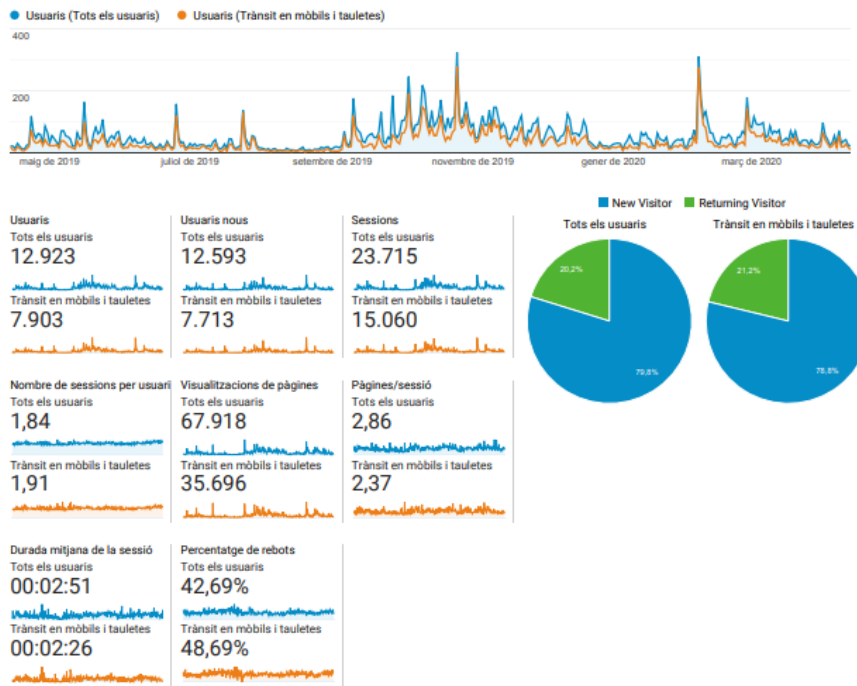 Usuaris (Tots els usuaris) Usuaris (Trànsit en mòbils i tauletes)
400
200
maig de 2019 juliol de 2019 setembre de 2019 novembre de 2019 gener de 2020 març de 2020
New Visitor Returning Visitor
Usuaris
Tots els usuaris
12.923
Trànsit en mòbils i tauletes
7.903
Usuaris nous
Tots els usuaris
12.593
Trànsit en mòbils i tauletes
7.713
Sessions
Tots els usuaris
23.715
Trànsit en mòbils i tauletes
15.060
Tots els usuaris
20,2%
79,8%
Trànsit en mòbils i tauletes
21,2%
78,8%
Nombre de sessions per usuari
Tots els usuaris
1,84
Trànsit en mòbils i tauletes
1,91
Visualitzacions de pàgines
Tots els usuaris
67.918
Trànsit en mòbils i tauletes
35.696
Pàgines/sessió
Tots els usuaris
2,86
Trànsit en mòbils i tauletes
2,37
Durada mitjana de la sessió
Tots els usuaris
00:02:51
Trànsit en mòbils i tauletes
00:02:26
Percentatge de rebots
Tots els usuaris
42,69%
Trànsit en mòbils i tauletes
48,69%